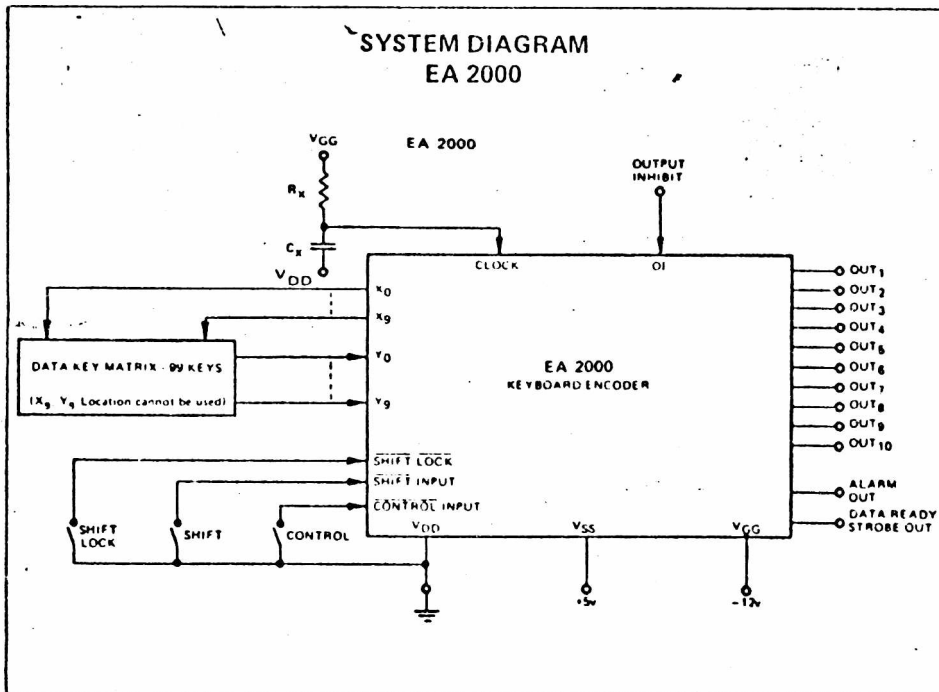 SYSTEM DIAGRAM
EA 2000
VGG
EA 2000
OUTPUT
INHIBIT
Rx
Cx
VDD
CLOCK
OI
X0
X9
Y0
Y9
DATA KEY MATRIX - 99 KEYS
(X9, Y9 Location cannot be used)
EA 2000
KEYBOARD ENCODER
OUT1
OUT2
OUT3
OUT4
OUT5
OUT6
OUT7
OUT8
OUT9
OUT10
SHIFT LOCK
SHIFT INPUT
CONTROL INPUT
ALARM
OUT
DATA READY
STROBE OUT
SHIFT
LOCK
SHIFT
CONTROL
VDD
VSS
VGG
+5v
-12v